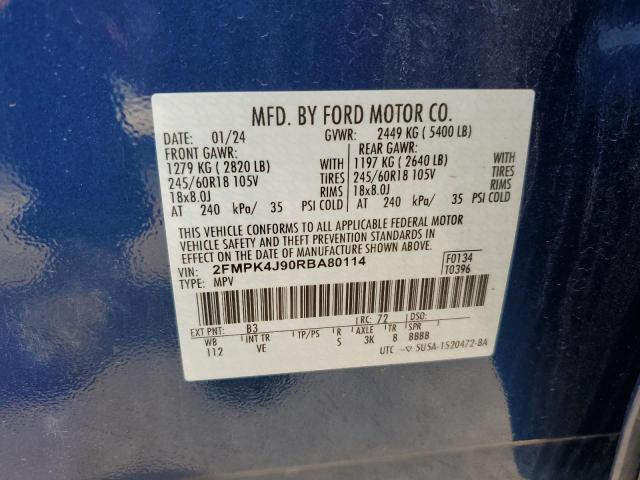 MFD. BY FORD MOTOR CO.
DATE: 01/24 GVWR: 2449 KG ( 5400 LB)
FRONT GAWR: REAR GAWR:
1279 KG ( 2820 LB) WITH 1197 KG ( 2640 LB) WITH
245/60R18 105V TIRES 245/60R18 105V TIRES
18x8.0J RIMS 18x8.0J RIMS
AT 240 kPa/ 35 PSI COLD AT 240 kPa/ 35 PSI COLD
THIS VEHICLE CONFORMS TO ALL APPLICABLE FEDERAL MOTOR
VEHICLE SAFETY AND THEFT PREVENTION STANDARDS IN
EFFECT ON THE DATE OF MANUFACTURE SHOWN ABOVE.
VIN: 2FMPK4J90RBA80114 F0134
TYPE: MPV T0396
EXT PNT: B3 RC: 72 DSO:
WB INT TR TP/PS R AXLE TR SPR
112 VE S 3K 8 BBBB
UTC 5U5A-1520472-BA